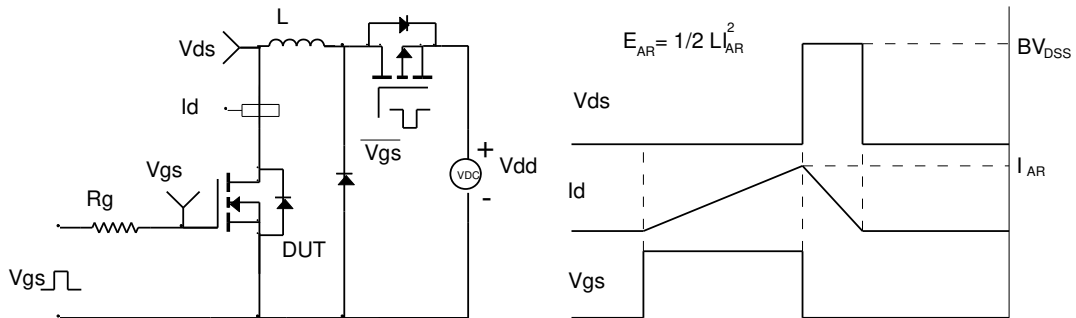 L
Vds
Id
Vgs
Vgs
Rg
DUT
Vgs
VDC
+
-
Vdd
E_AR = 1/2 LI_AR^2
Vds
BV_DSS
Id
I_AR
Vgs